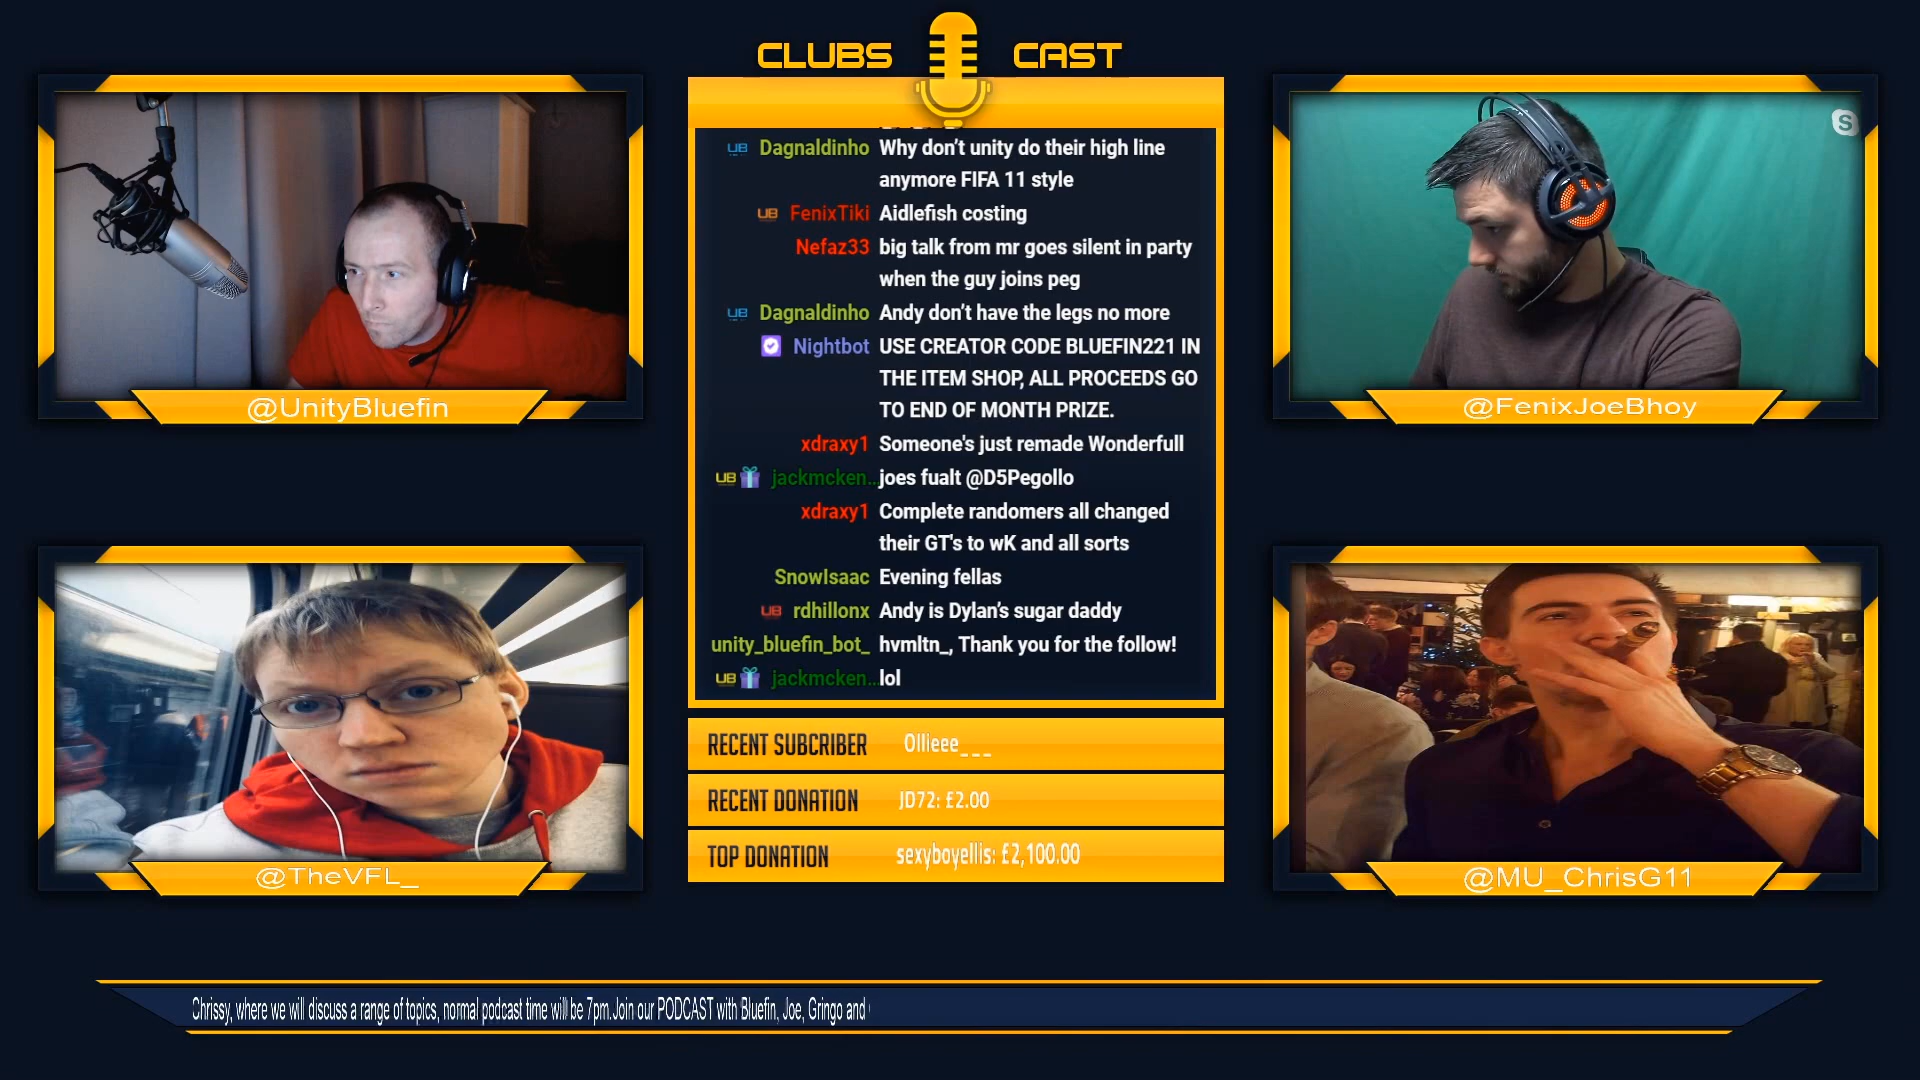 CLUBS CAST
Dagnaldinho Why don't unity do their high line
anymore FIFA 11 style
FenixTiki Aidlefish costing
Nefaz33 big talk from mr goes silent in party
when the guy joins peg
Dagnaldinho Andy don't have the legs no more
Nightbot USE CREATOR CODE BLUEFIN221 IN
THE ITEM SHOP, ALL PROCEEDS GO
TO END OF MONTH PRIZE.
xdraxy1 Someone's just remade Wonderfull
UB jackmcken... joes fualt @D5Pegollo
xdraxy1 Complete randomers all changed
their GT's to wK and all sorts
SnowIsaac Evening fellas
UB rdhillonx Andy is Dylan's sugar daddy
unity_bluefin_bot_ hvmltn_, Thank you for the follow!
UB jackmcken... lol
@UnityBluefin
@FenixJoeBhoy
S
RECENT SUBCRIBER Ollieee___
RECENT DONATION JD72: £2.00
TOP DONATION sexyboyellis: £2,100.00
@TheVFL_
@MU_ChrisG11
Chrissy, where we will discuss a range of topics, normal podcast time will be 7pm.Join our PODCAST with Bluefin, Joe, Gringo and